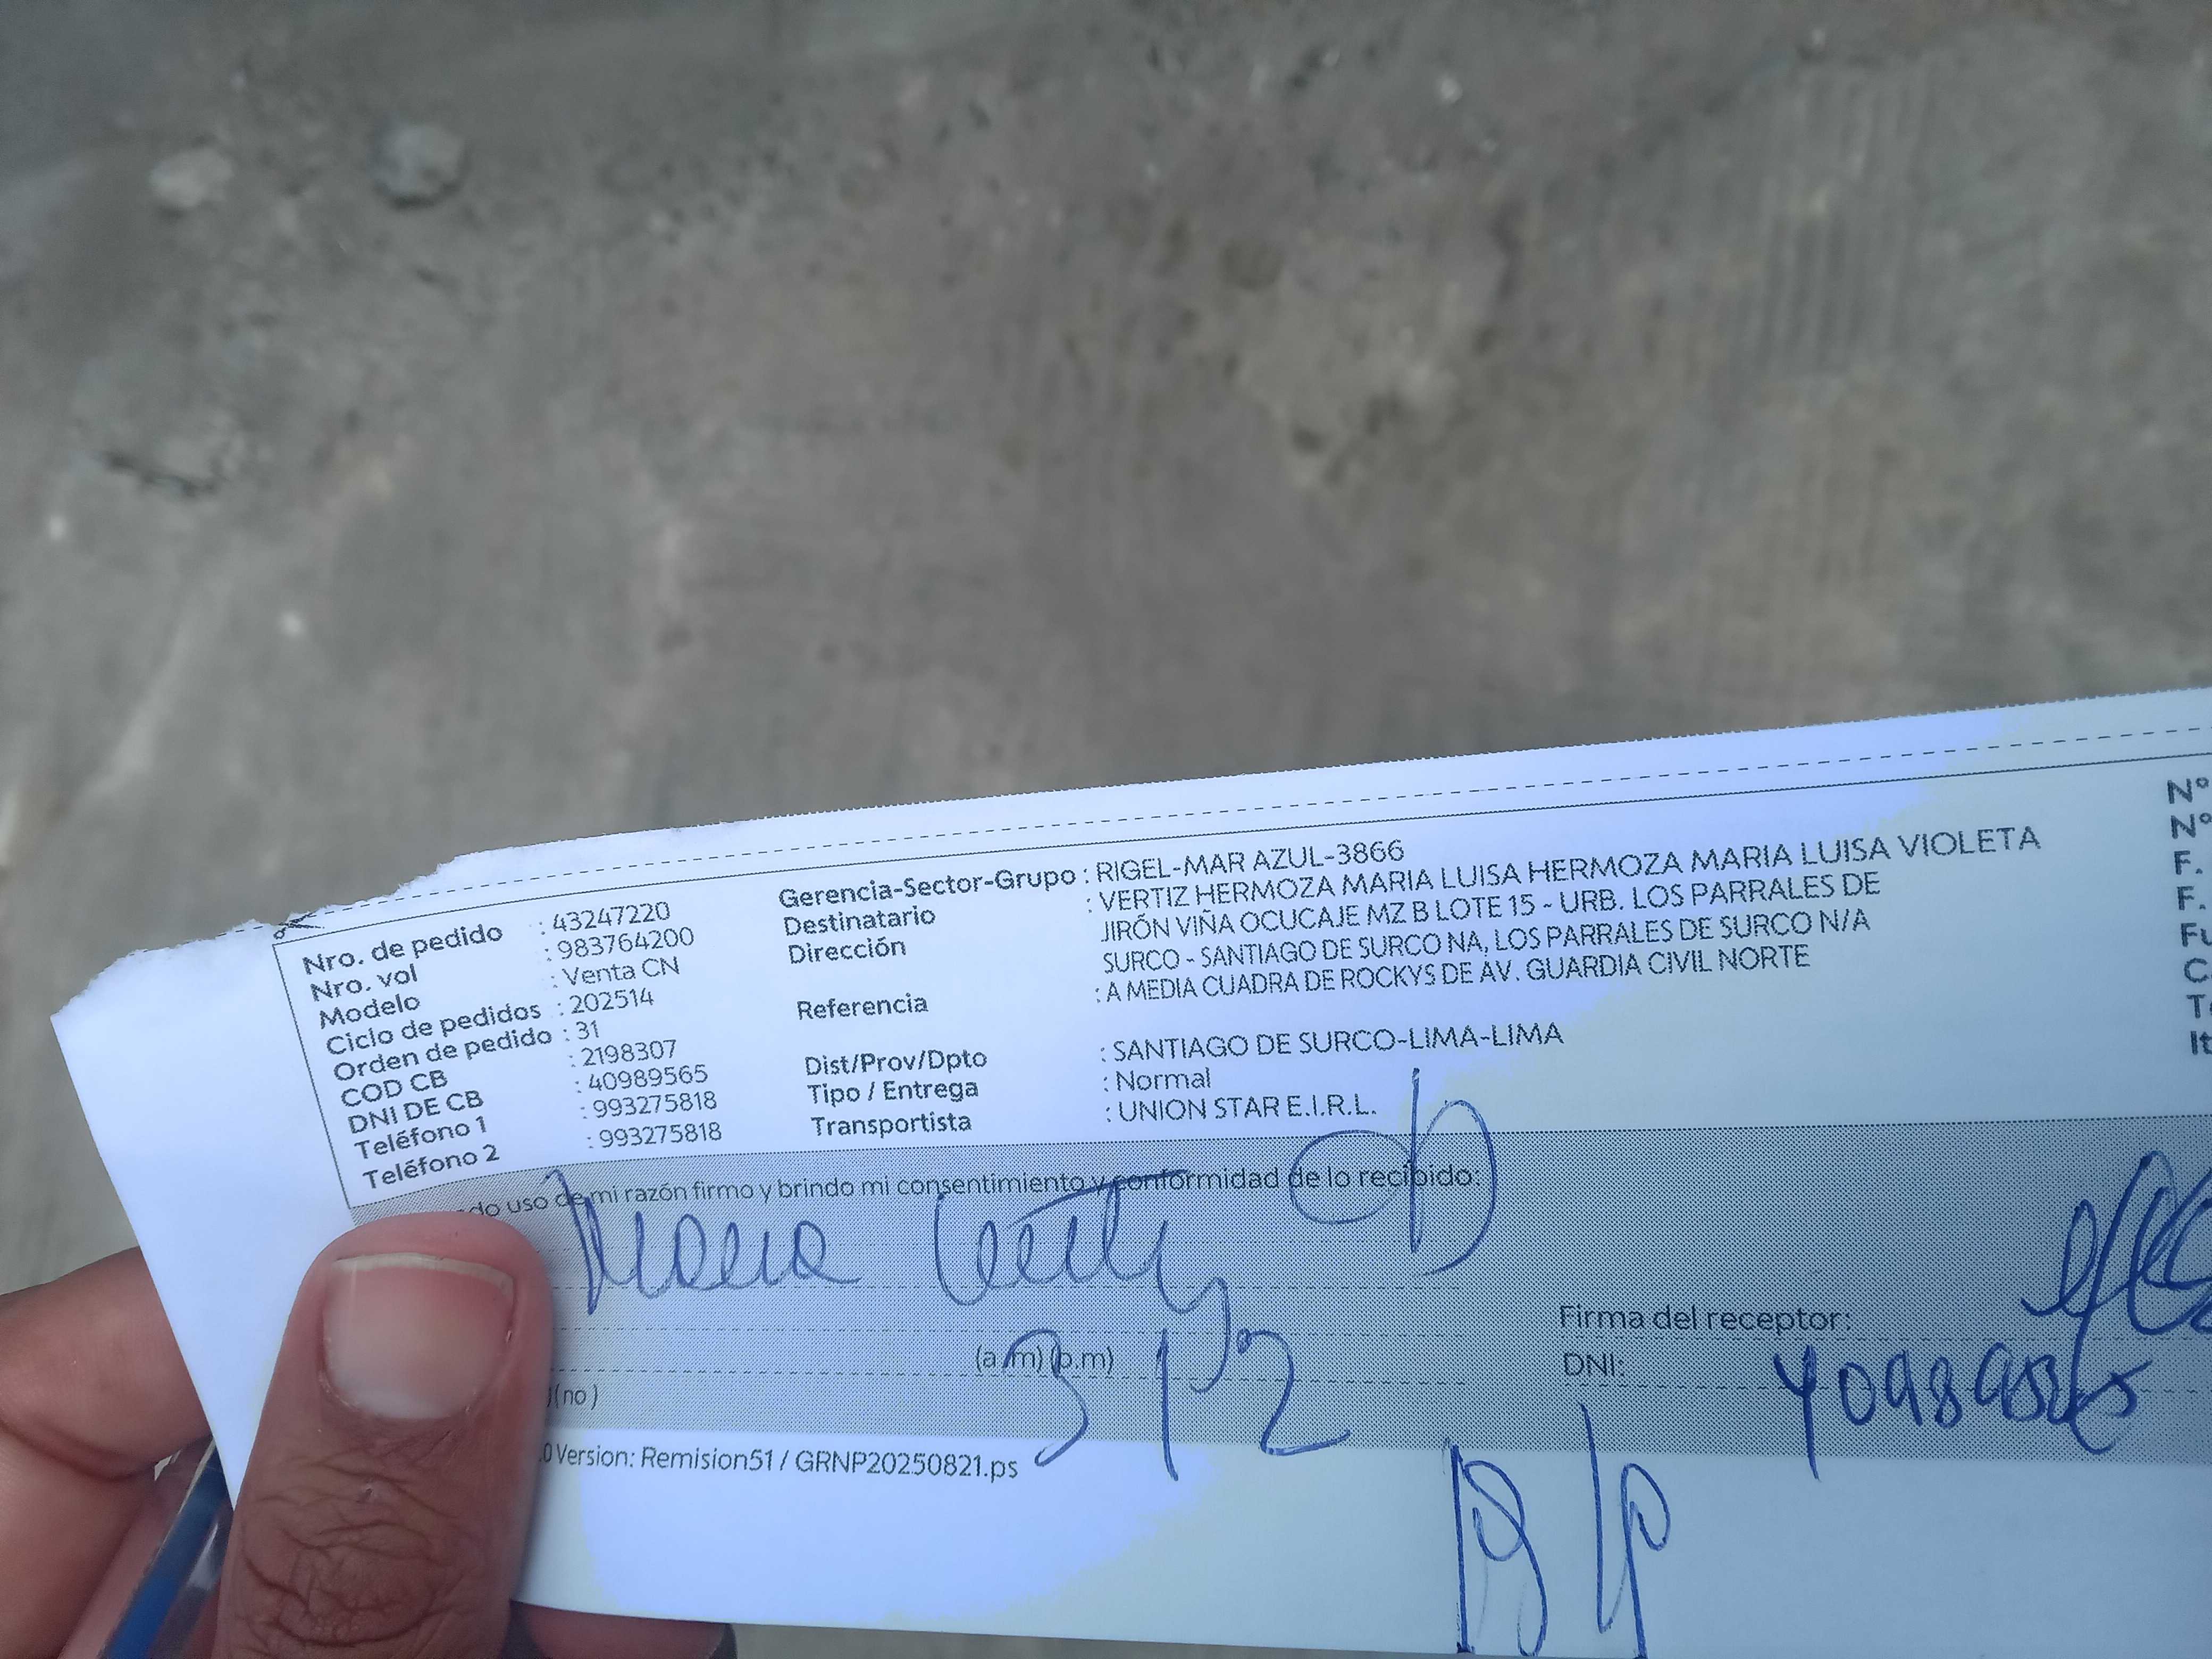 Nro. de pedido : 43247220
Nro. vol : 983764200
Modelo : Venta CN
Ciclo de pedidos : 202514
Orden de pedido : 31
COD CB : 2198307
DNI DE CB : 40989565
Teléfono 1 : 993275818
Teléfono 2 : 993275818
Gerencia-Sector-Grupo : RIGEL-MAR AZUL-3866
Destinatario : VERTIZ HERMOZA MARIA LUISA HERMOZA MARIA LUISA VIOLETA
Dirección JIRÓN VIÑA OCUCAJE MZ B LOTE 15 - URB. LOS PARRALES DE
SURCO - SANTIAGO DE SURCO NA, LOS PARRALES DE SURCO N/A
Referencia : A MEDIA CUADRA DE ROCKYS DE AV. GUARDIA CIVIL NORTE
Dist/Prov/Dpto : SANTIAGO DE SURCO-LIMA-LIMA
Tipo / Entrega : Normal
Transportista : UNION STAR E.I.R.L.
N°
N°
F.
F.
do uso de mi razón firmo y brindo mi consentimiento y conformidad de lo recibido:
Firma del receptor:
(a.m) (p.m)
DNI:
(no)
.0 Version: Remision51 / GRNP20250821.ps